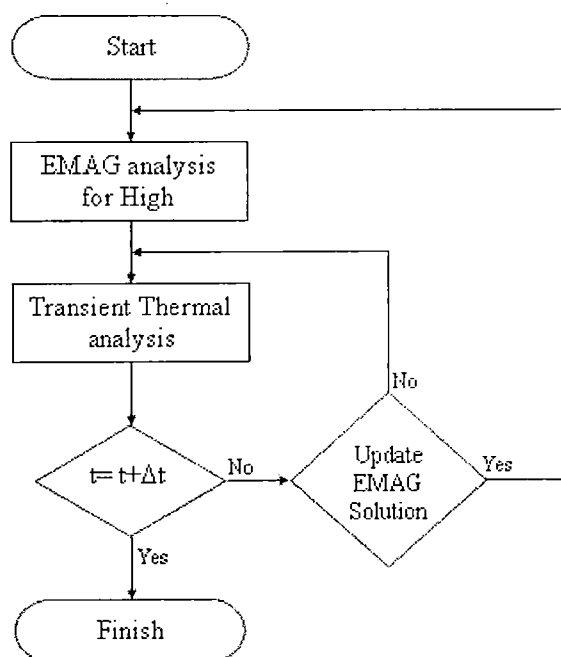 Start
EMAG analysis
for High
Transient Thermal
analysis
No
t= t+Δt
No
Update
EMAG
Solution
Yes
Yes
Finish